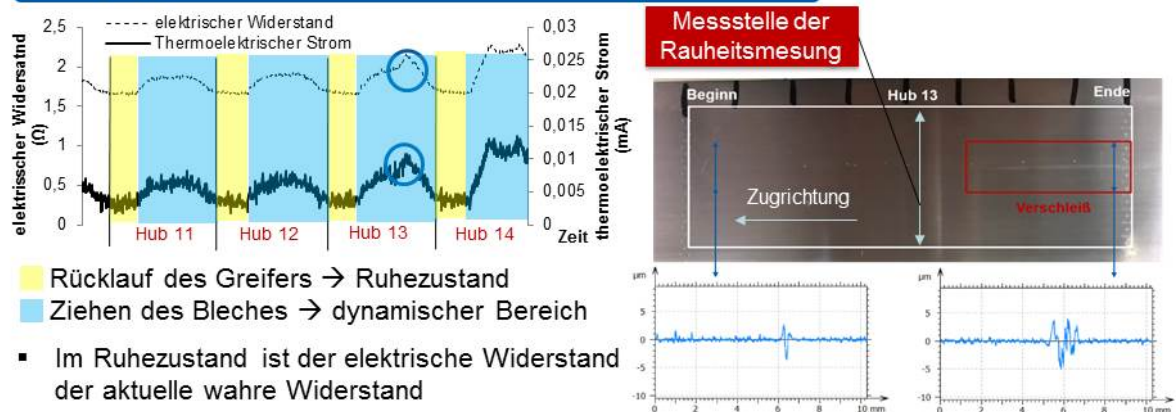 elektrischer Widerstand
Thermoelektrischer Strom
elektrisscher Widersatnd
(Ω)
2,5
2
1,5
1
0,5
0
0,03
0,025
0,02
0,015
0,01
0,005
0
thermoelektrischer Strom
(mA)
Hub 11
Hub 12
Hub 13
Hub 14
Zeit
Rücklauf des Greifers → Ruhezustand
Ziehen des Bleches → dynamischer Bereich
▪ Im Ruhezustand ist der elektrische Widerstand
der aktuelle wahre Widerstand
Messstelle der
Rauheitsmesung
Beginn
Hub 13
Ende
Zugrichtung
Verschleiß
µm
5
0
-5
-10
0 2 4 6 8 10 mm
µm
5
0
-5
-10
0 2 4 6 8 10 mm